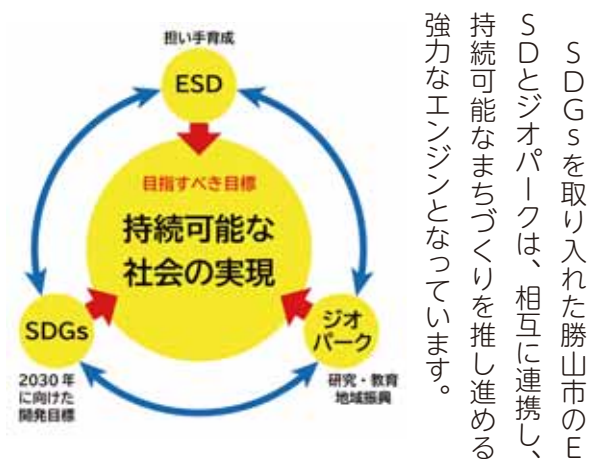 SDGsを取り入れた勝山市のE
SDとジオパークは、相互に連携し、
持続可能なまちづくりを推し進める
強力なエンジンとなっています。
担い手育成
ESD
目指すべき目標
持続可能な
社会の実現
SDGs
2030年
に向けた
開発目標
ジオ
パーク
研究・教育
地域振興